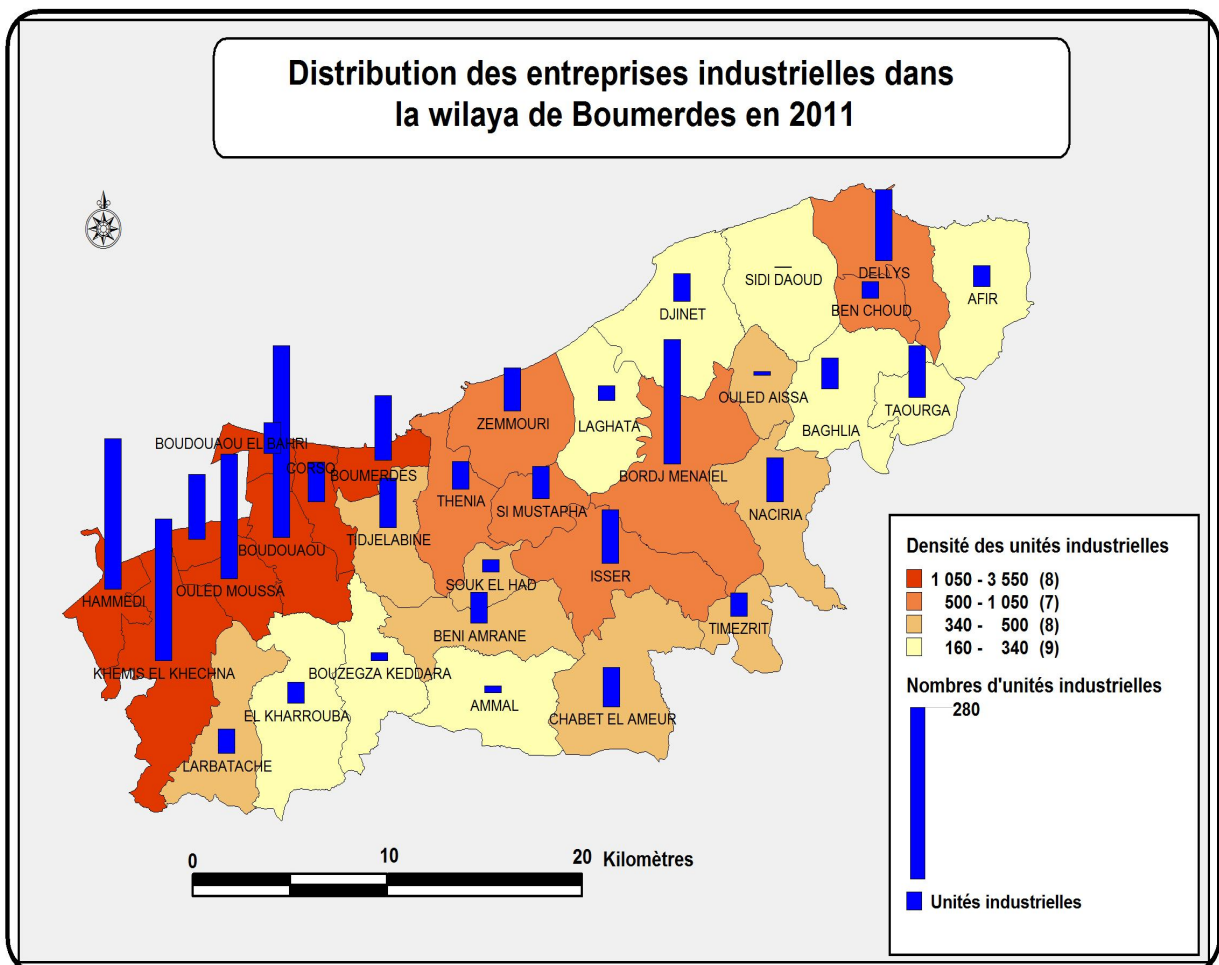 Distribution des entreprises industrielles dans
la wilaya de Boumerdes en 2011
DELLYS
SIDI DAOUD
AFIR
BEN CHOUD
DJINET
OULED AISSA
TAOURGA
ZEMMOURI
LAGHATA
BAGHLIA
BOUDOUAOU EL BAHRI
CORSO
BOUMERDES
BORDJ MENAIEL
THENIA
SI MUSTAPHA
NACIRIA
TIDJELABINE
BOUDOUAOU
ISSER
SOUK EL HAD
OULED MOUSSA
HAMMEDI
TIMEZRIT
BENI AMRANE
KHEMIS EL KHECHNA
BOUZEGZA KEDDARA
AMMAL
EL KHARROUBA
CHABET EL AMEUR
LARBATACHE
0 10 20 Kilomètres
Densité des unités industrielles
1 050 - 3 550 (8)
500 - 1 050 (7)
340 - 500 (8)
160 - 340 (9)
Nombres d'unités industrielles
280
Unités industrielles